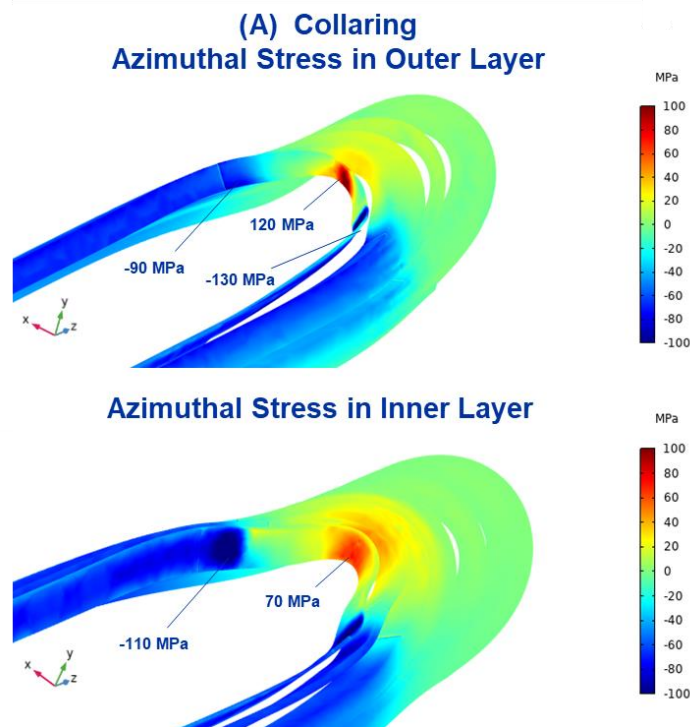 (A) Collaring
Azimuthal Stress in Outer Layer
MPa
100
80
60
40
20
0
-20
-40
-60
-80
-100
120 MPa
-90 MPa
-130 MPa
x
y
z
Azimuthal Stress in Inner Layer
MPa
100
80
60
40
20
0
-20
-40
-60
-80
-100
70 MPa
-110 MPa
x
y
z